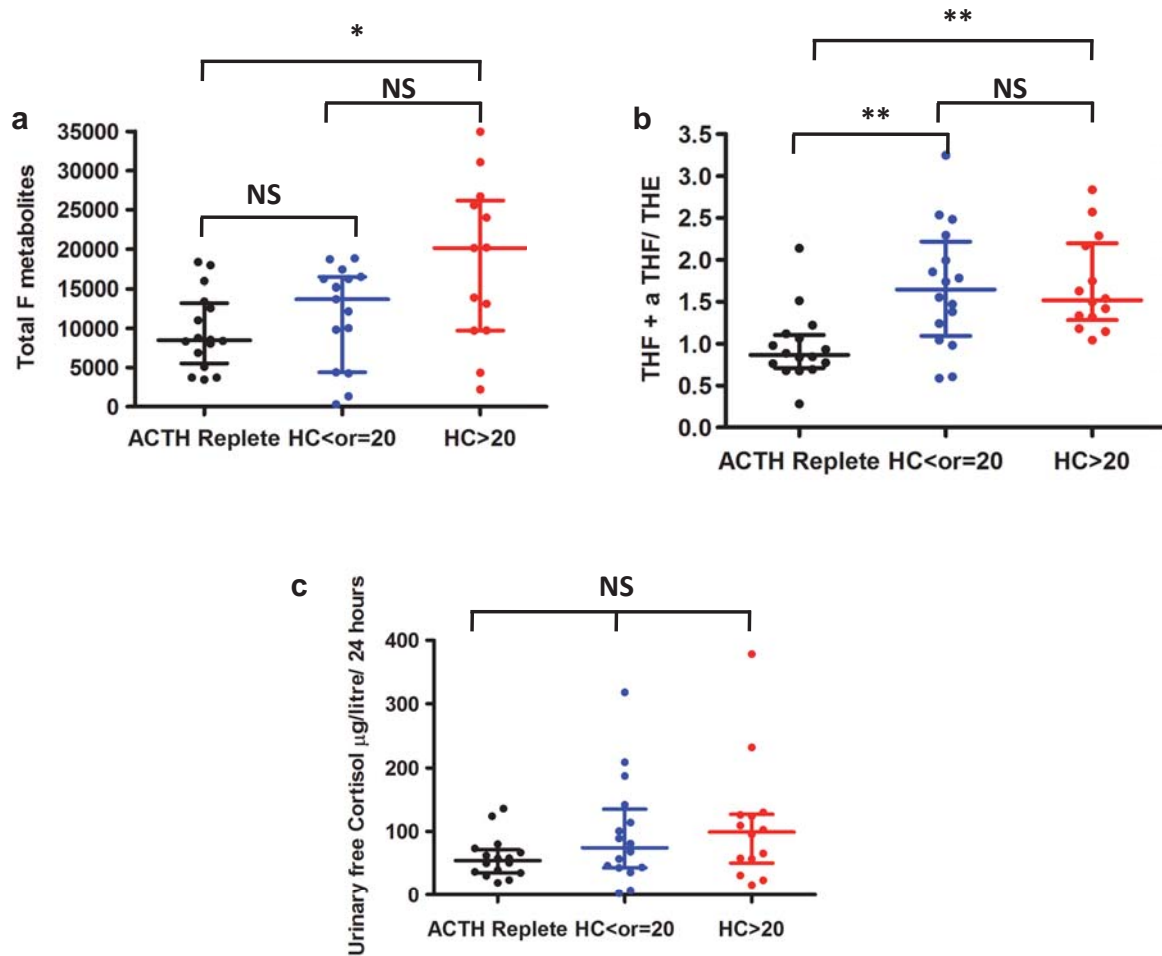 *
NS
a
35000
30000
25000
20000
15000
10000
5000
0
Total F metabolites
NS
ACTH Replete HC<or=20 HC>20
**
NS
b
**
3.5
3.0
2.5
2.0
1.5
1.0
0.5
0.0
THF + a THF/ THE
ACTH Replete HC<or=20 HC>20
c
NS
400
300
200
100
0
Urinary free Cortisol μg/litre/ 24 hours
ACTH Replete HC<or=20 HC>20